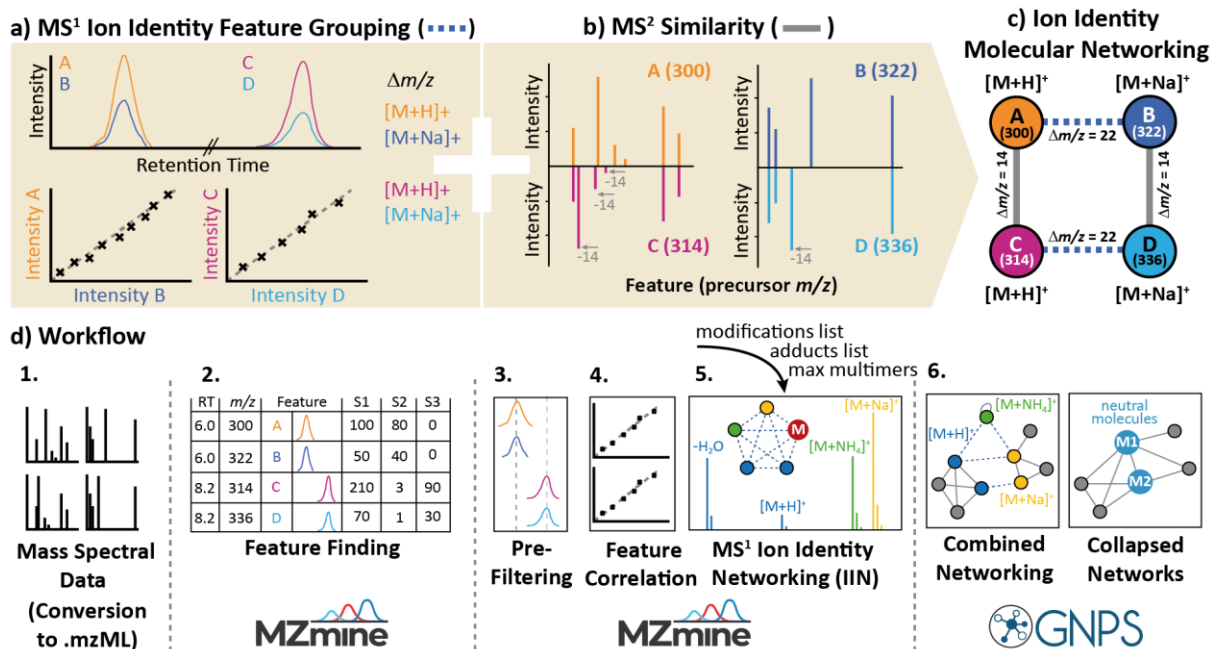 a) MS¹ Ion Identity Feature Grouping ( )
A
B
C
D
Intensity
Retention Time
Δm/z
[M+H]+
[M+Na]+
[M+H]+
[M+Na]+
Intensity A
Intensity B
Intensity C
Intensity D
b) MS² Similarity ( )
Intensity
Intensity
A (300)
-14
-14
-14
C (314)
Intensity
Intensity
B (322)
-14
D (336)
Feature (precursor m/z)
c) Ion Identity
Molecular Networking
[M+H]⁺
[M+Na]⁺
A
(300)
Δm/z = 22
B
(322)
Δm/z = 14
Δm/z = 14
C
(314)
Δm/z = 22
D
(336)
[M+H]⁺
[M+Na]⁺
d) Workflow
1.
Mass Spectral
Data
(Conversion
to .mzML)
2.
RT m/z Feature S1 S2 S3
6.0 300 A 100 80 0
6.0 322 B 50 40 0
8.2 314 C 210 3 90
8.2 336 D 70 1 30
Feature Finding
MZmine
3.
Pre-
Filtering
4.
Feature
Correlation
modifications list
adducts list
max multimers
5.
[M+Na]⁺
M
-H₂O
[M+NH₄]⁺
[M+H]⁺
MS¹ Ion Identity
Networking (IIN)
MZmine
6.
[M+NH₄]⁺
[M+H]⁺
[M+Na]⁺
Combined
Networking
neutral
molecules
M1
M2
Collapsed
Networks
GNPS